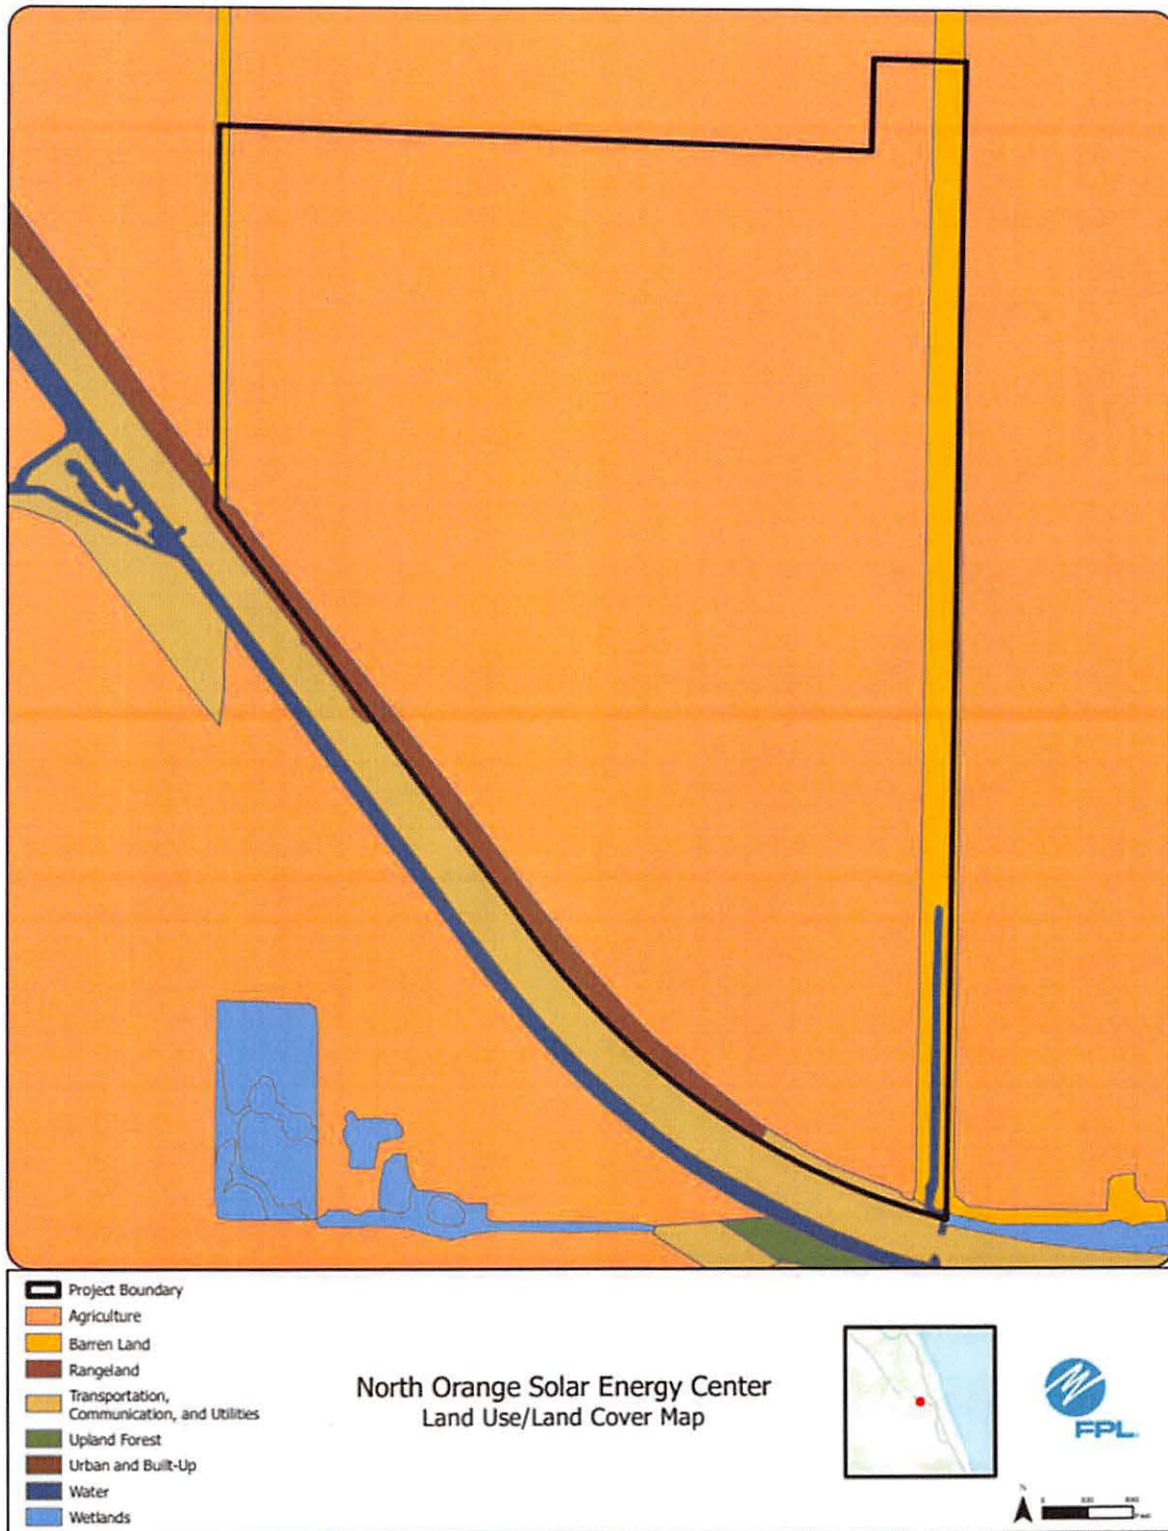 Project Boundary
Agriculture
Barren Land
Rangeland
Transportation,
Communication, and Utilities
Upland Forest
Urban and Built-Up
Water
Wetlands
North Orange Solar Energy Center
Land Use/Land Cover Map
FPL
N